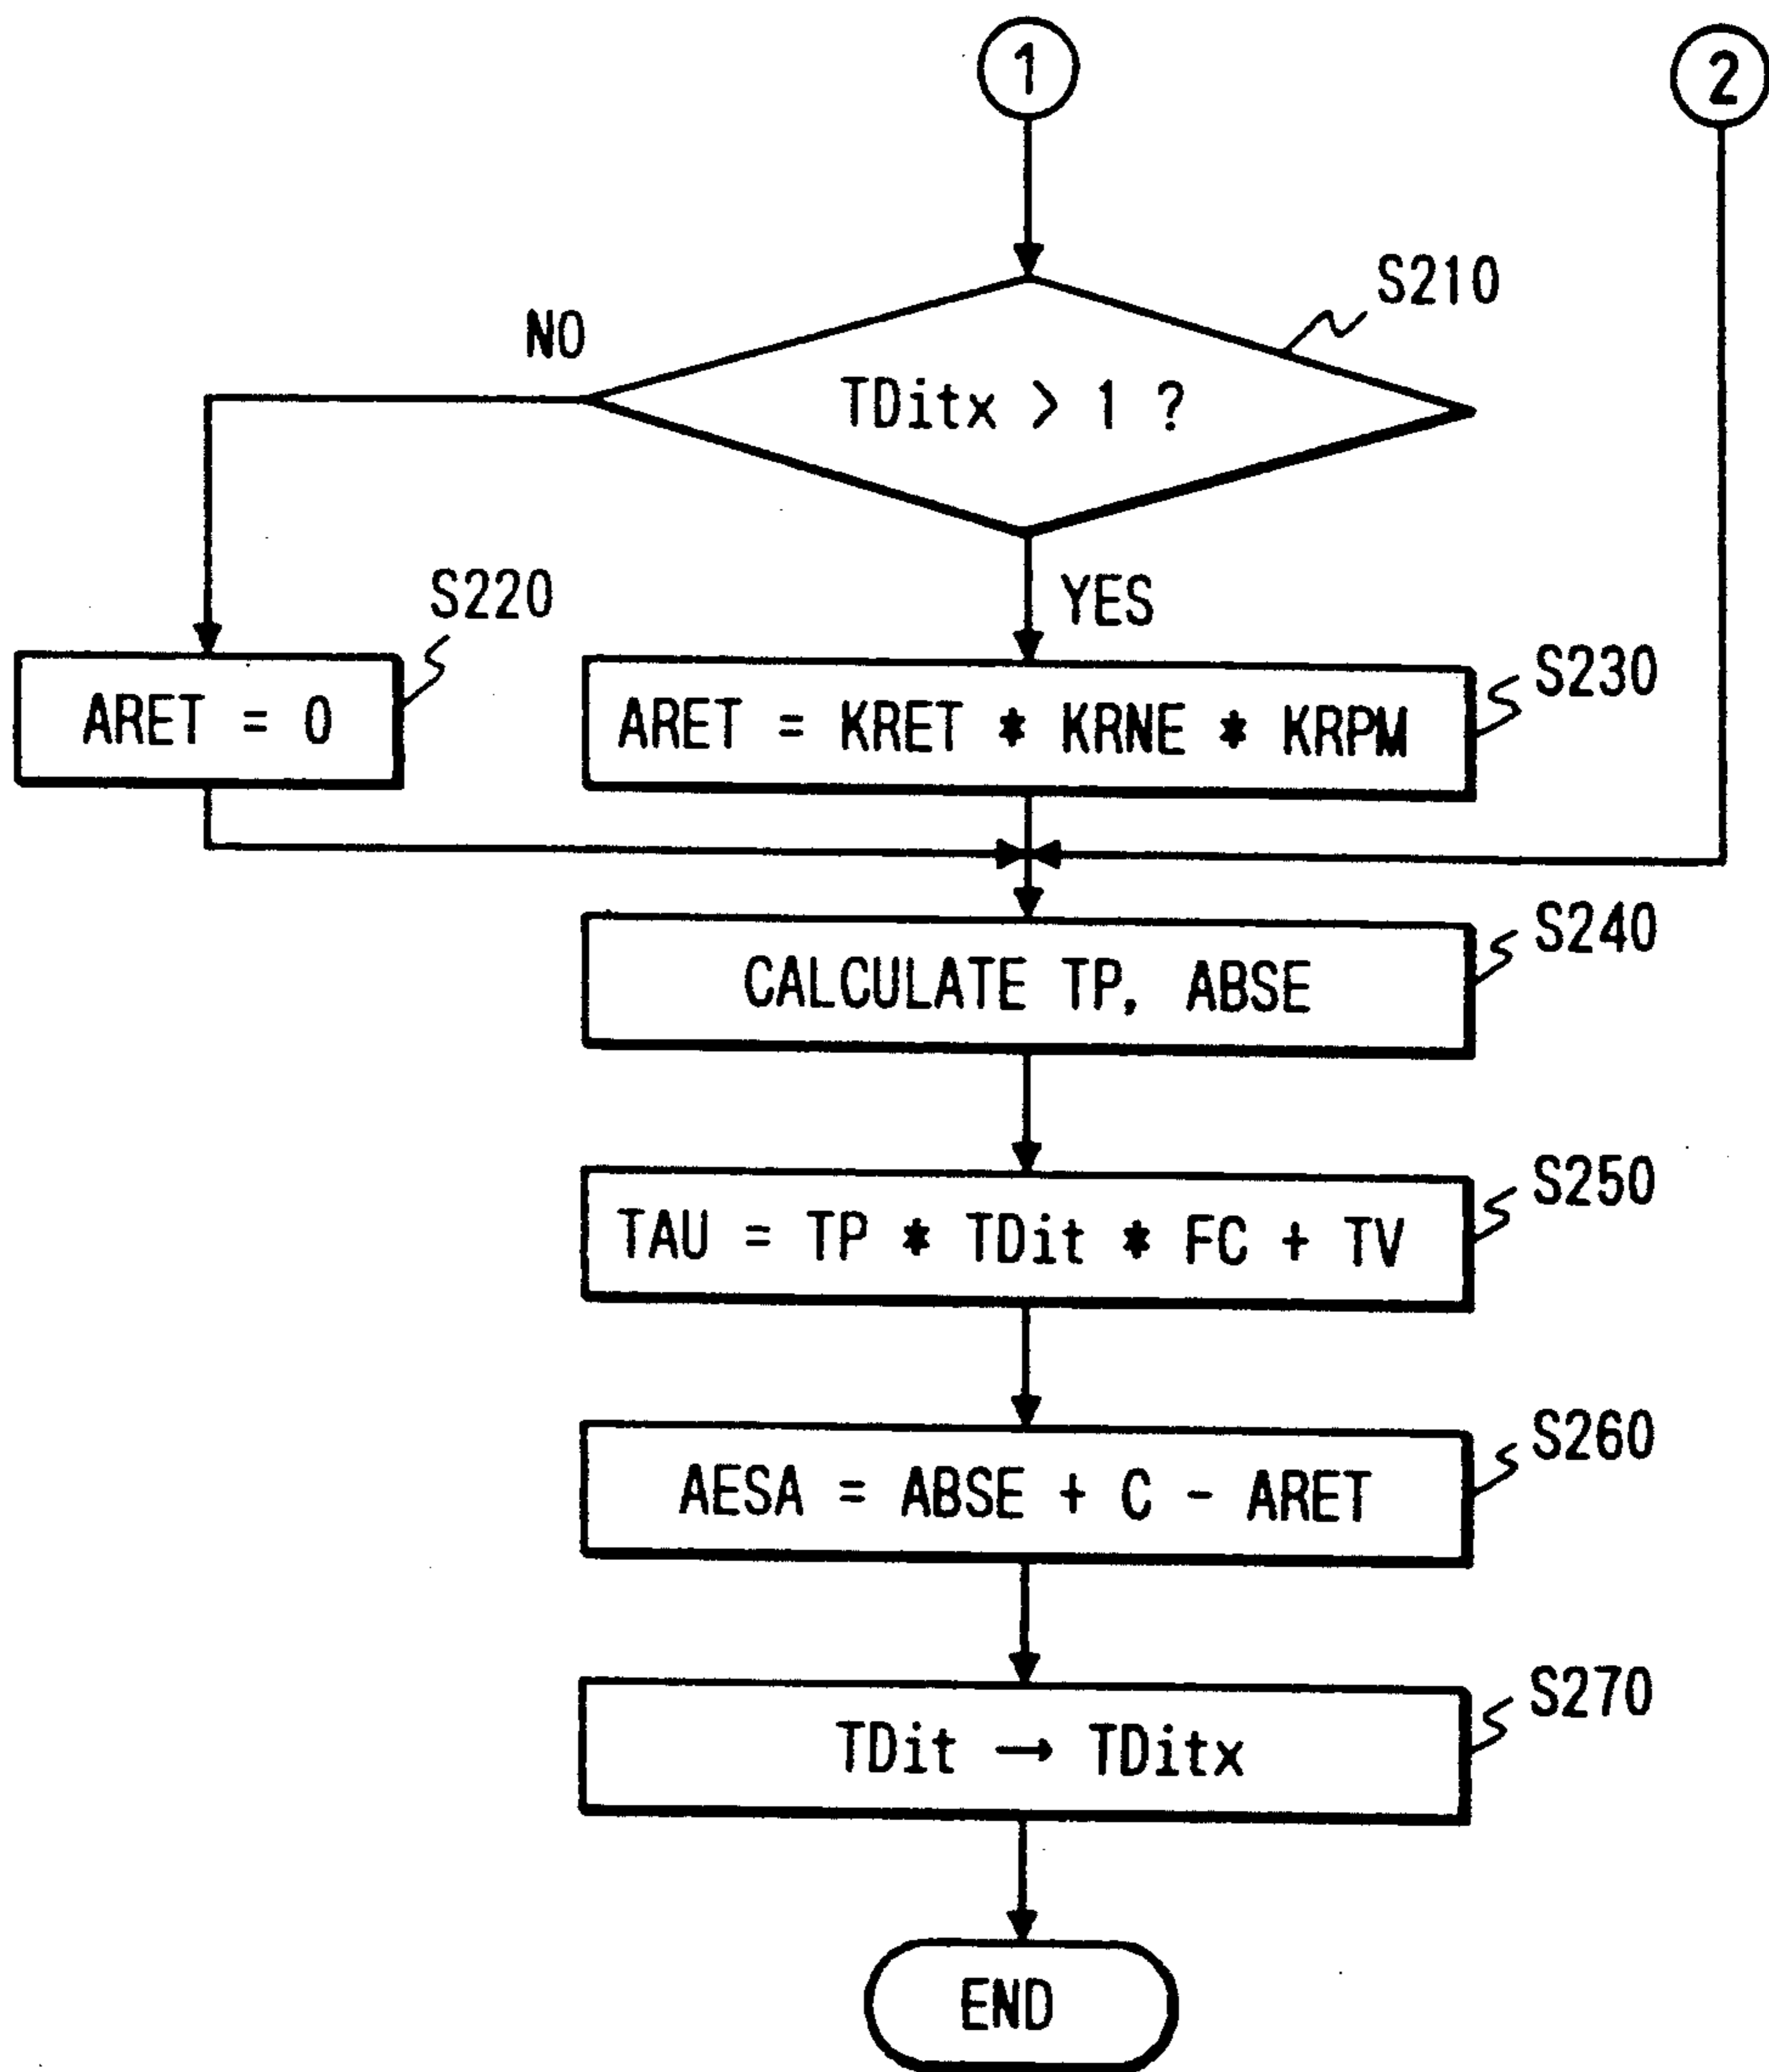 1
2
S210
NO
TDitx > 1 ?
S220
YES
S230
ARET = 0
ARET = KRET * KRNE * KRPM
S240
CALCULATE TP, ABSE
S250
TAU = TP * TDit * FC + TV
S260
AESA = ABSE + C - ARET
S270
TDit → TDitx
END